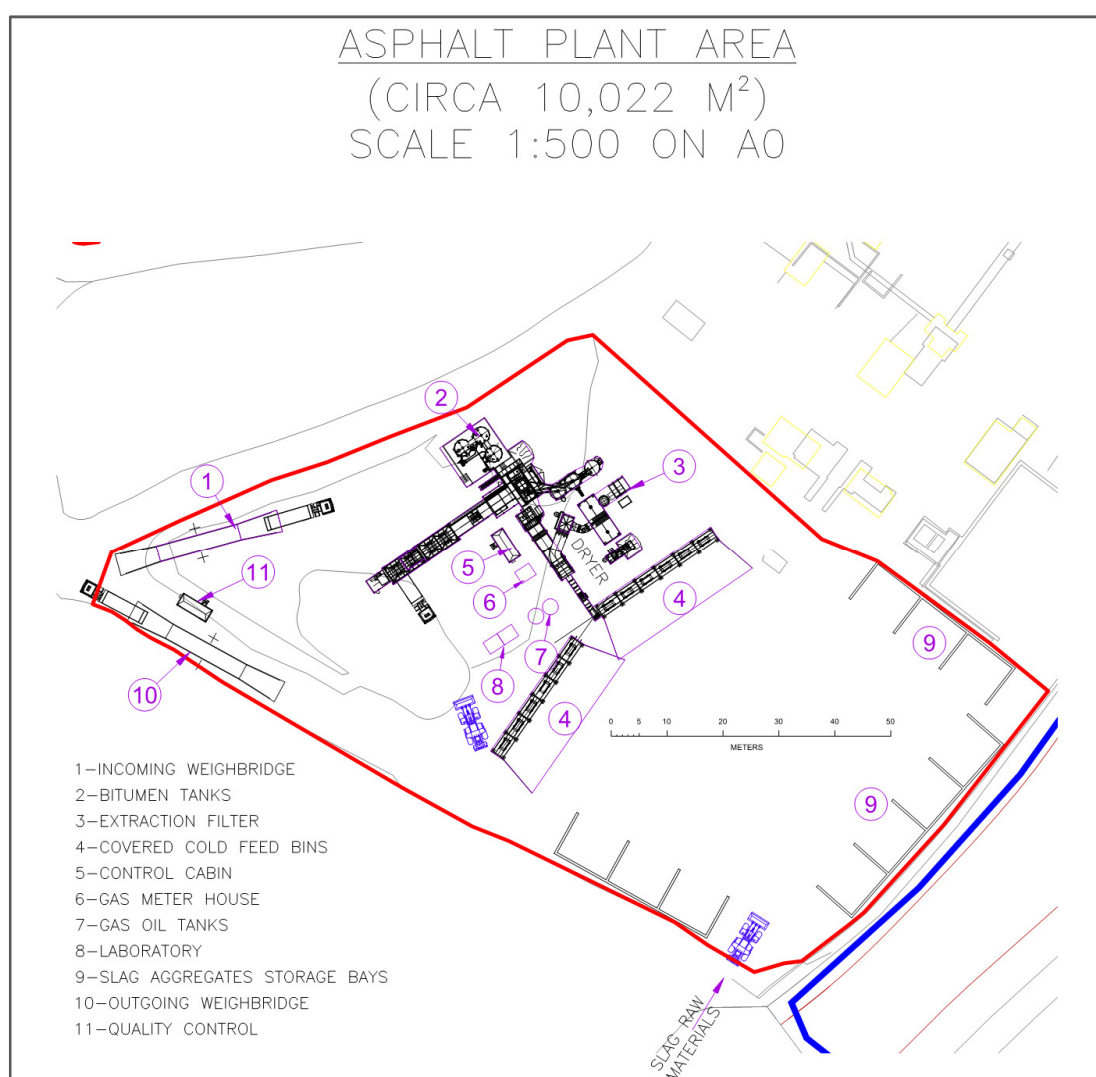 ASPHALT PLANT AREA
(CIRCA 10,022 M²)
SCALE 1:500 ON A0
2
3
1
DRYER
5
11
6
4
9
7
8
10
4
0 5 10 20 30 40 50
METERS
9
1-INCOMING WEIGHBRIDGE
2-BITUMEN TANKS
3-EXTRACTION FILTER
4-COVERED COLD FEED BINS
5-CONTROL CABIN
6-GAS METER HOUSE
7-GAS OIL TANKS
8-LABORATORY
9-SLAG AGGREGATES STORAGE BAYS
10-OUTGOING WEIGHBRIDGE
11-QUALITY CONTROL
SLAG RAW
MATERIALS